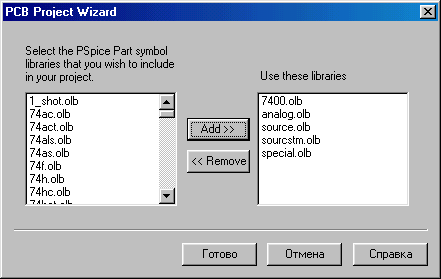 PCB Project Wizard
Select the PSpice Part symbol
libraries that you wish to include
in your project.
Use these libraries
1_shot.olb
74ac.olb
74act.olb
74als.olb
74as.olb
74f.olb
74h.olb
74hc.olb
74hct.olb
Add >>
<< Remove
7400.olb
analog.olb
source.olb
sourcstm.olb
special.olb
Готово
Отмена
Справка